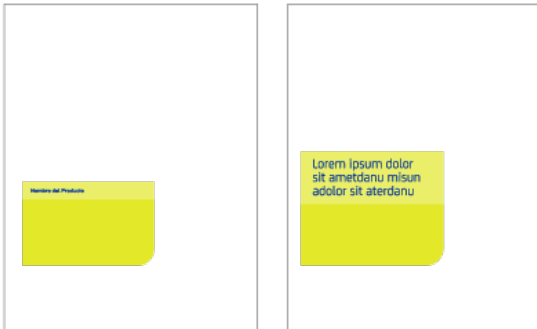 Nombre del Producto
Lorem ipsum dolor
sit ametdanu misun
adolor sit aterdanu